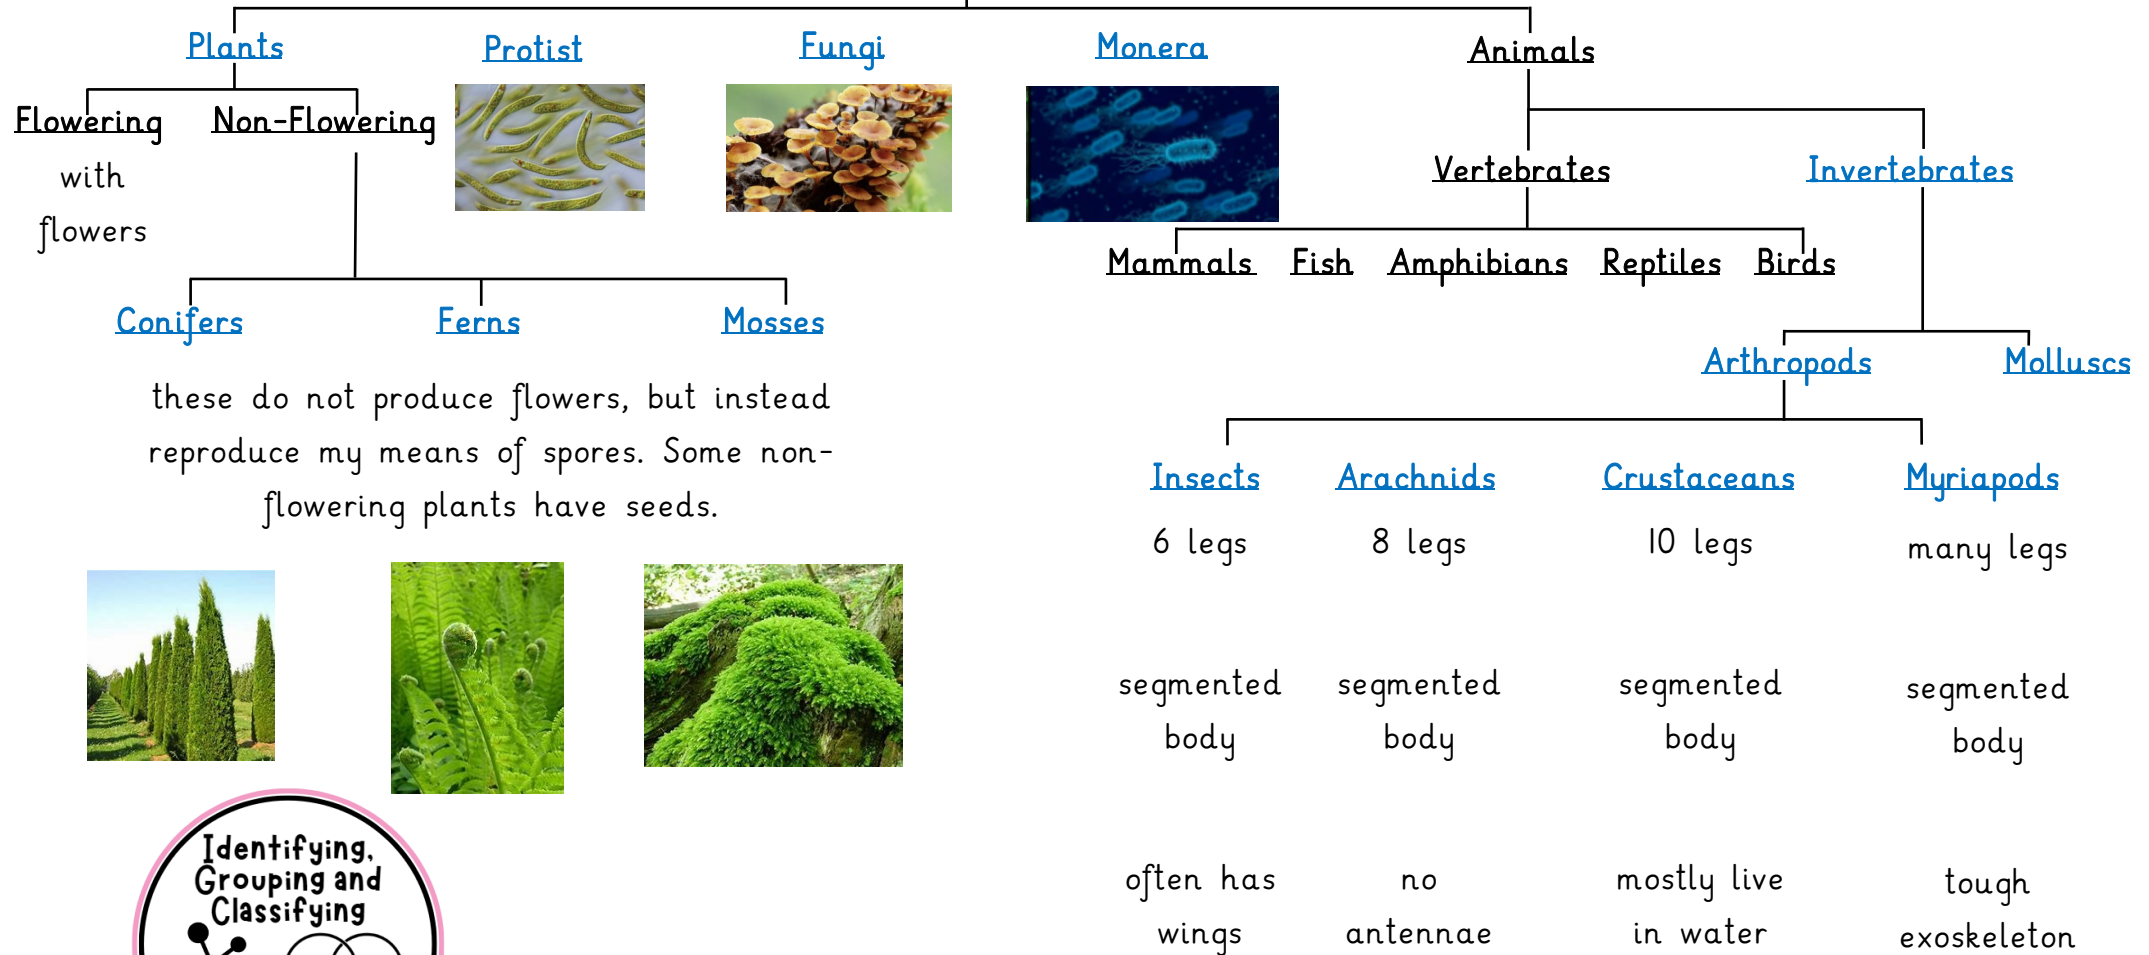 Plants
Protist
Fungi
Monera
Animals
Flowering
Non-Flowering
with
flowers
Vertebrates
Invertebrates
Mammals
Fish
Amphibians
Reptiles
Birds
Conifers
Ferns
Mosses
Arthropods
Molluscs
these do not produce flowers, but instead
reproduce my means of spores. Some non-
flowering plants have seeds.
Insects
Arachnids
Crustaceans
Myriapods
6 legs
8 legs
10 legs
many legs
segmented
body
segmented
body
segmented
body
segmented
body
often has
wings
no
antennae
mostly live
in water
tough
exoskeleton
Identifying,
Grouping and
Classifying